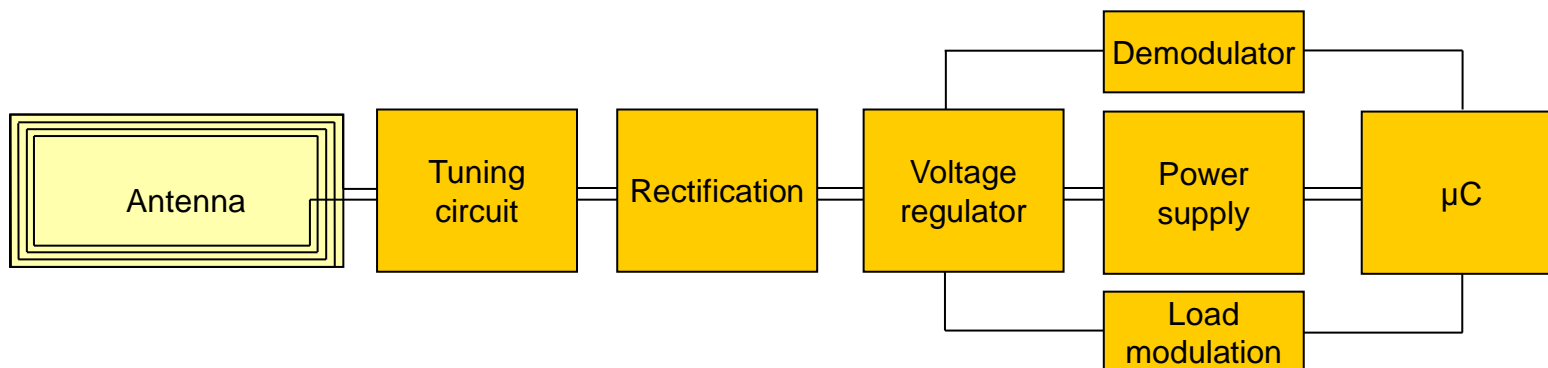 Demodulator
Antenna
Tuning
circuit
Rectification
Voltage
regulator
Power
supply
µC
Load
modulation